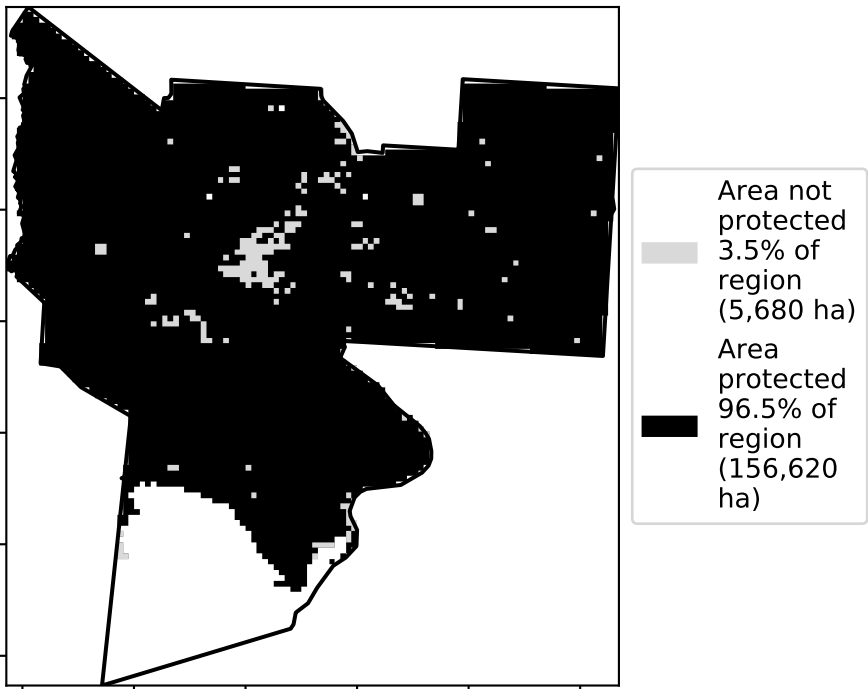 Area not
protected
3.5% of
region
(5,680 ha)
Area
protected
96.5% of
region
(156,620
ha)